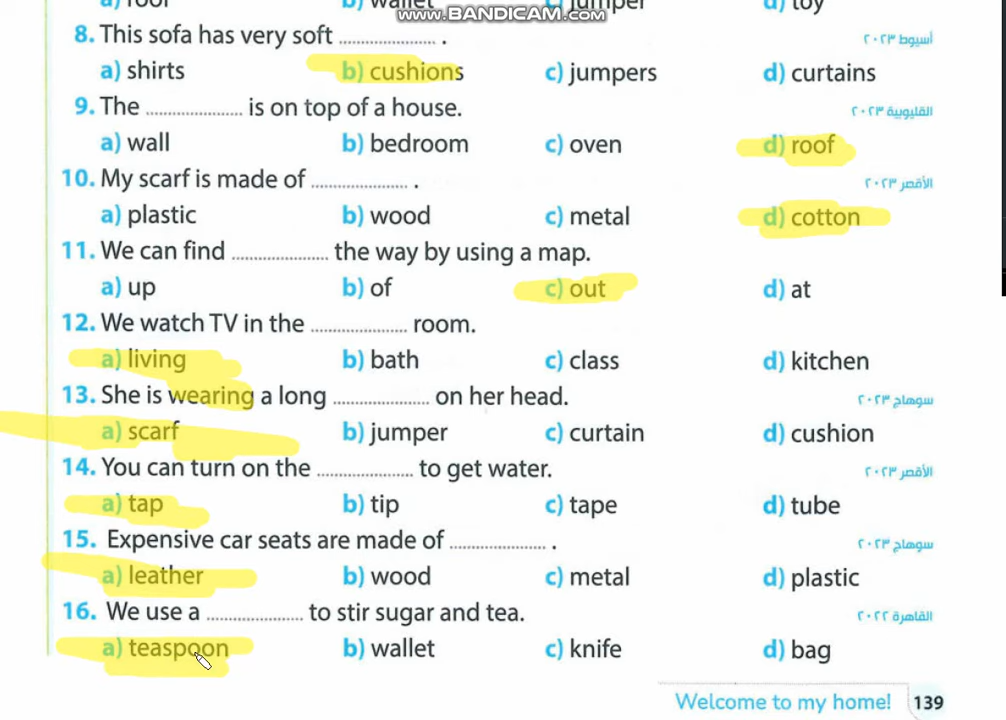 a) roof b) wallet c) jumper d) toy
www.BANDICAM.com
8. This sofa has very soft .................... . أسيوط ٢٠٢٣
a) shirts b) cushions c) jumpers d) curtains
9. The .................... is on top of a house. القليوبية ٢٠٢٣
a) wall b) bedroom c) oven d) roof
10. My scarf is made of .................... . الأقصر ٢٠٢٣
a) plastic b) wood c) metal d) cotton
11. We can find .................... the way by using a map.
a) up b) of c) out d) at
12. We watch TV in the .................... room.
a) living b) bath c) class d) kitchen
13. She is wearing a long .................... on her head. سوهاج ٢٠٢٣
a) scarf b) jumper c) curtain d) cushion
14. You can turn on the .................... to get water. الأقصر ٢٠٢٣
a) tap b) tip c) tape d) tube
15. Expensive car seats are made of .................... . سوهاج ٢٠٢٣
a) leather b) wood c) metal d) plastic
16. We use a .................... to stir sugar and tea. القاهرة ٢٠٢٢
a) teaspoon b) wallet c) knife d) bag
Welcome to my home! 139